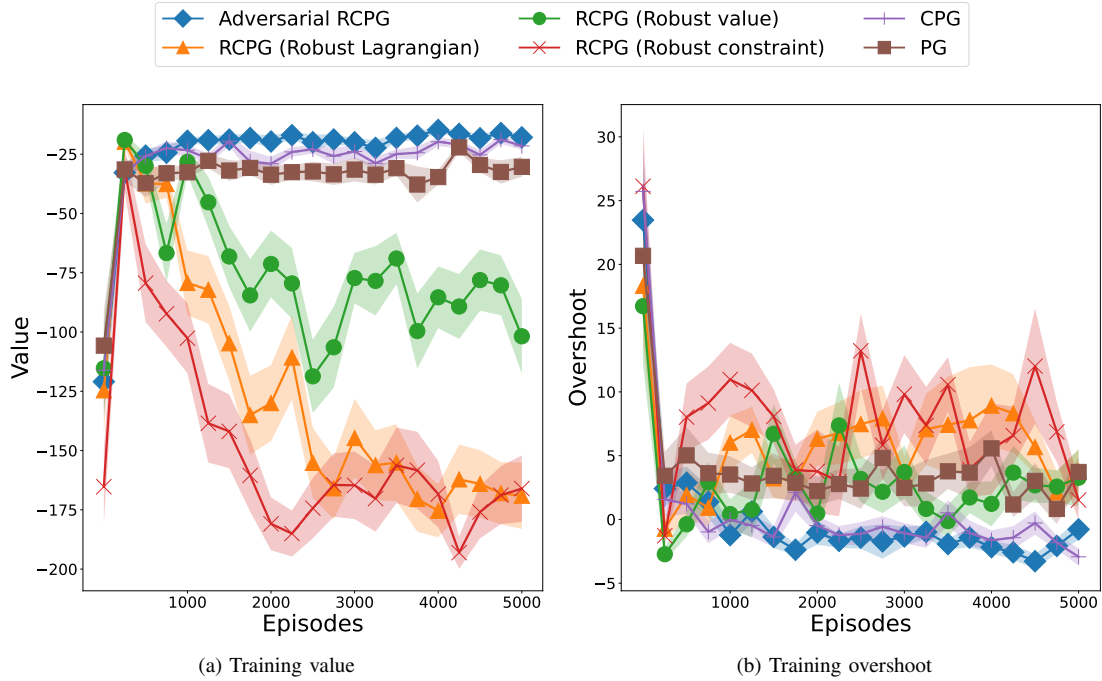 Adversarial RCPG
RCPG (Robust value)
CPG
RCPG (Robust Lagrangian)
RCPG (Robust constraint)
PG
−25
−50
−75
−100
−125
−150
−175
−200
Value
1000
2000
3000
4000
5000
Episodes
(a) Training value
30
25
20
15
10
5
0
−5
Overshoot
1000
2000
3000
4000
5000
Episodes
(b) Training overshoot